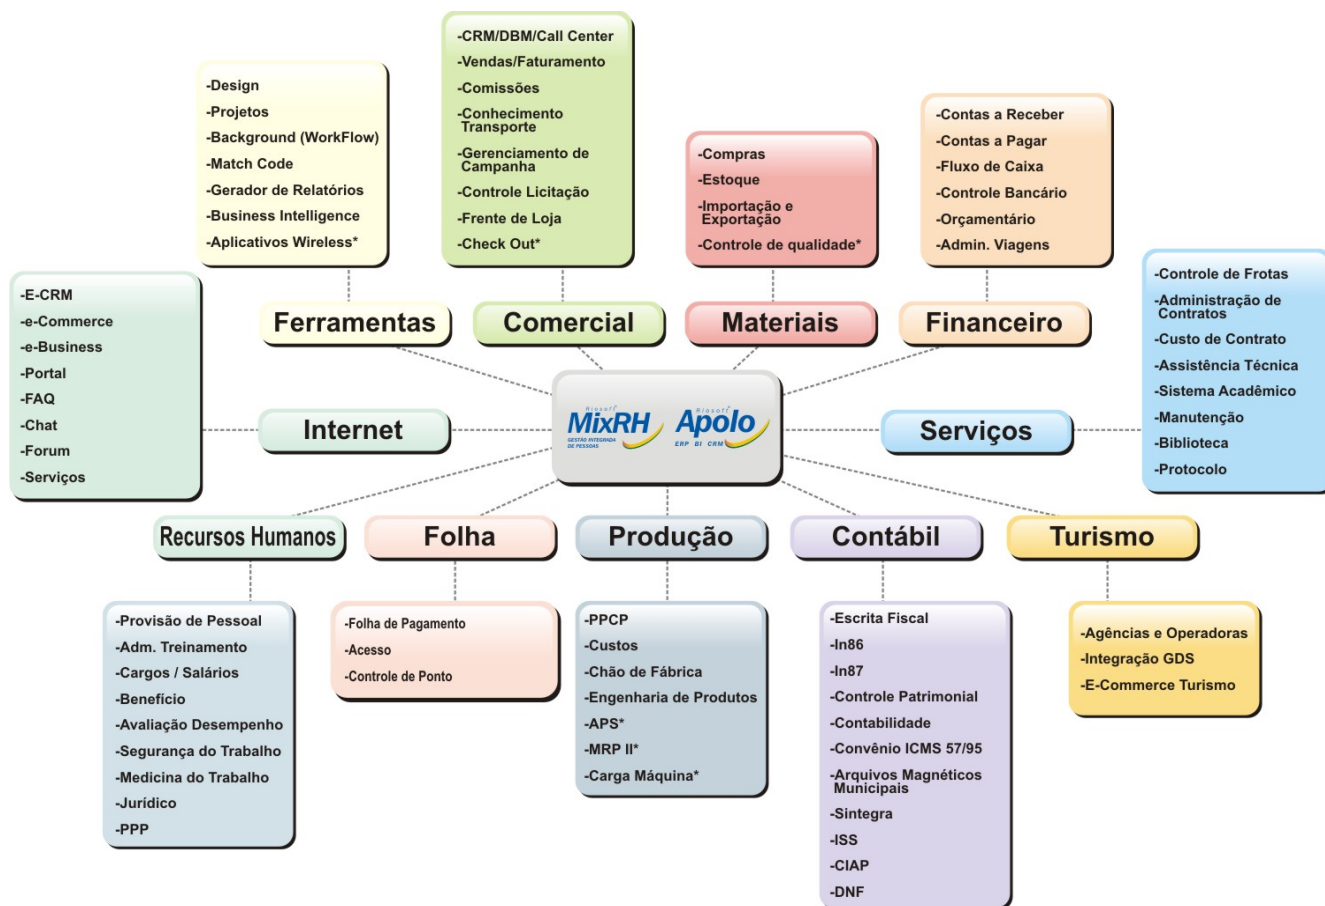 -CRM/DBM/Call Center
-Vendas/Faturamento
-Comissões
-Conhecimento
Transporte
-Gerenciamento de
Campanha
-Controle Licitação
-Frente de Loja
-Check Out*
-Design
-Projetos
-Background (WorkFlow)
-Match Code
-Gerador de Relatórios
-Business Intelligence
-Aplicativos Wireless*
-Compras
-Estoque
-Importação e
Exportação
-Controle de qualidade*
-Contas a Receber
-Contas a Pagar
-Fluxo de Caixa
-Controle Bancário
-Orçamentário
-Admin. Viagens
-E-CRM
-e-Commerce
-e-Business
-Portal
-FAQ
-Chat
-Forum
-Serviços
-Controle de Frotas
-Administração de
Contratos
-Custo de Contrato
-Assistência Técnica
-Sistema Acadêmico
-Manutenção
-Biblioteca
-Protocolo
Ferramentas
Comercial
Materiais
Financeiro
Internet
Riosoft
MixRH
GESTÃO INTEGRADA
DE PESSOAS
Riosoft
Apolo
ERP BI CRM
Serviços
Recursos Humanos
Folha
Produção
Contábil
Turismo
-Provisão de Pessoal
-Adm. Treinamento
-Cargos / Salários
-Benefício
-Avaliação Desempenho
-Segurança do Trabalho
-Medicina do Trabalho
-Jurídico
-PPP
-Folha de Pagamento
-Acesso
-Controle de Ponto
-PPCP
-Custos
-Chão de Fábrica
-Engenharia de Produtos
-APS*
-MRP II*
-Carga Máquina*
-Escrita Fiscal
-In86
-In87
-Controle Patrimonial
-Contabilidade
-Convênio ICMS 57/95
-Arquivos Magnéticos
Municipais
-Sintegra
-ISS
-CIAP
-DNF
-Agências e Operadoras
-Integração GDS
-E-Commerce Turismo